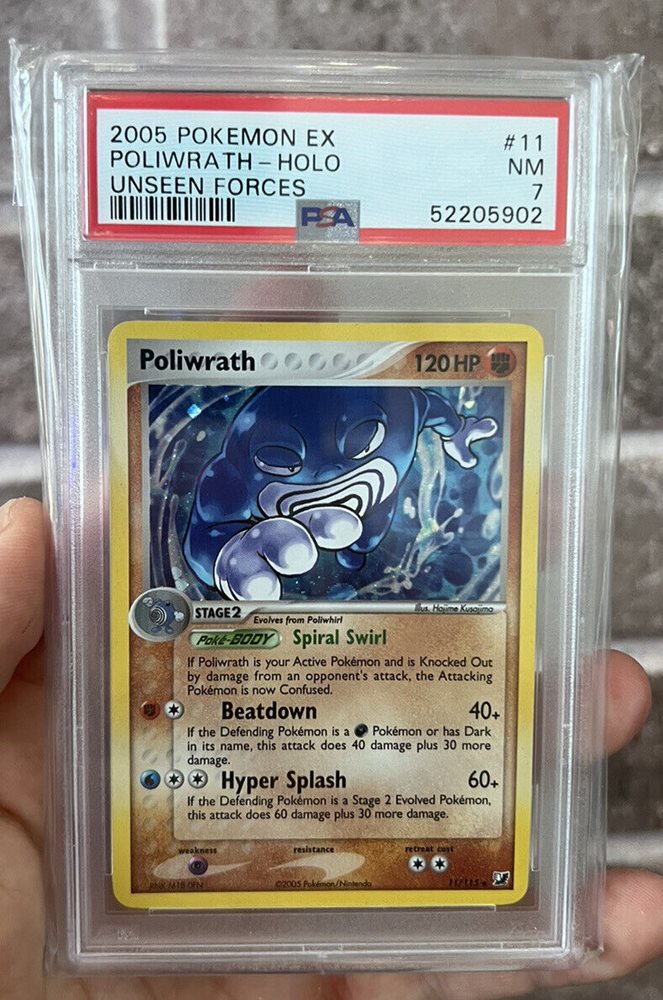 2005 POKEMON EX #11
POLIWRATH - HOLO NM
UNSEEN FORCES 7
PSA 52205902
Poliwrath 120 HP
STAGE 2
Illus. Hajime Kusajima
Evolves from Poliwhirl
Poké-BODY Spiral Swirl
If Poliwrath is your Active Pokémon and is Knocked Out
by damage from an opponent's attack, the Attacking
Pokémon is now Confused.
Beatdown 40+
If the Defending Pokémon is a Pokémon or has Dark
in its name, this attack does 40 damage plus 30 more
damage.
Hyper Splash 60+
If the Defending Pokémon is a Stage 2 Evolved Pokémon,
this attack does 60 damage plus 30 more damage.
weakness resistance retreat cost
©2005 Pokémon/Nintendo 11/115